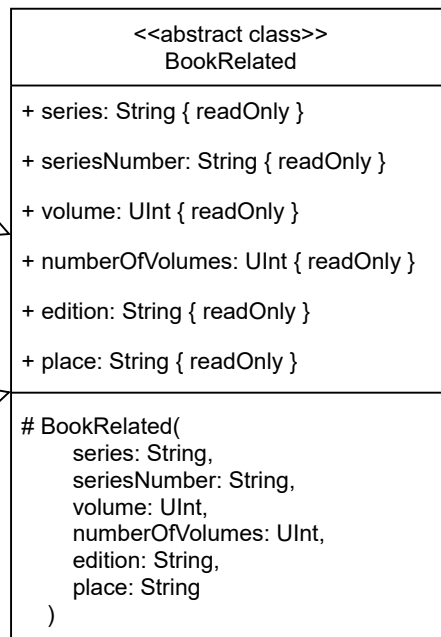 <<abstract class>>
BookRelated
+ series: String { readOnly }
+ seriesNumber: String { readOnly }
+ volume: UInt { readOnly }
+ numberOfVolumes: UInt { readOnly }
+ edition: String { readOnly }
+ place: String { readOnly }
# BookRelated(
series: String,
seriesNumber: String,
volume: UInt,
numberOfVolumes: UInt,
edition: String,
place: String
)